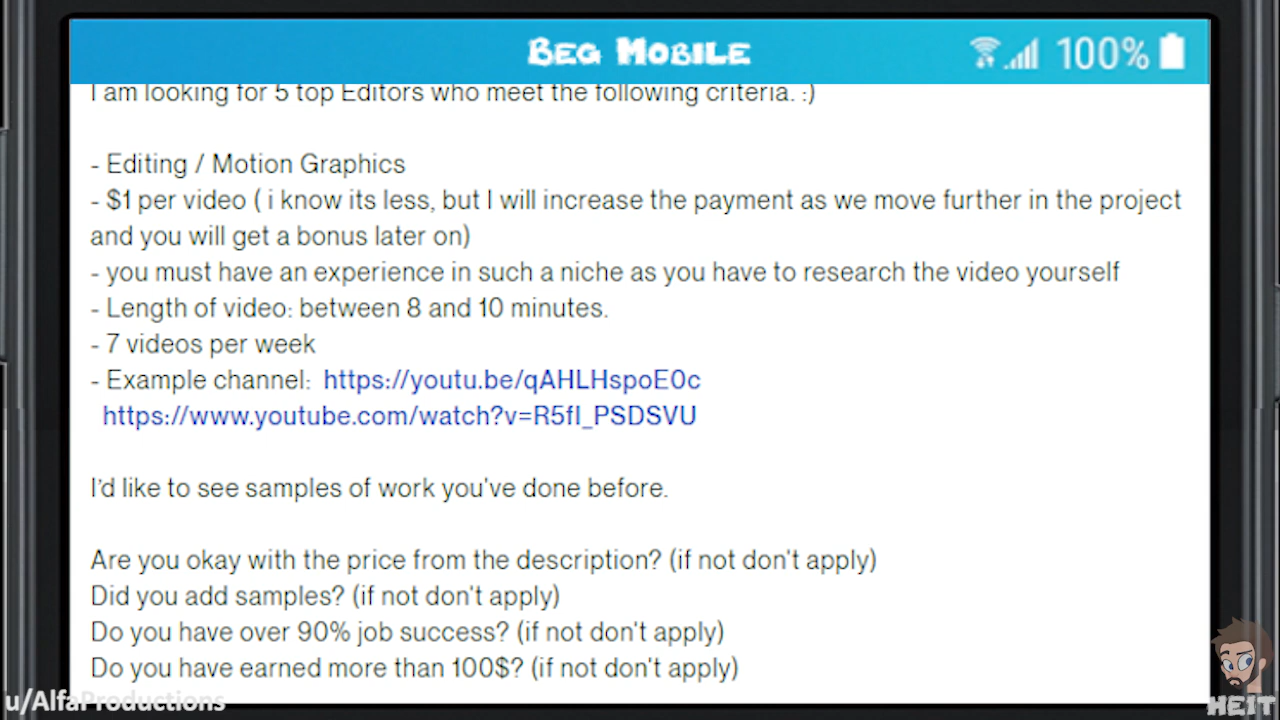 BEG MOBILE
100%
I am looking for 5 top Editors who meet the following criteria. :)
- Editing / Motion Graphics
- $1 per video ( i know its less, but I will increase the payment as we move further in the project
and you will get a bonus later on)
- you must have an experience in such a niche as you have to research the video yourself
- Length of video: between 8 and 10 minutes.
- 7 videos per week
- Example channel:  https://youtu.be/qAHLHspoE0c
https://www.youtube.com/watch?v=R5fI_PSDSVU
I'd like to see samples of work you've done before.
Are you okay with the price from the description? (if not don't apply)
Did you add samples? (if not don't apply)
Do you have over 90% job success? (if not don't apply)
Do you have earned more than 100$? (if not don't apply)
u/AlfaProductions
HEIT